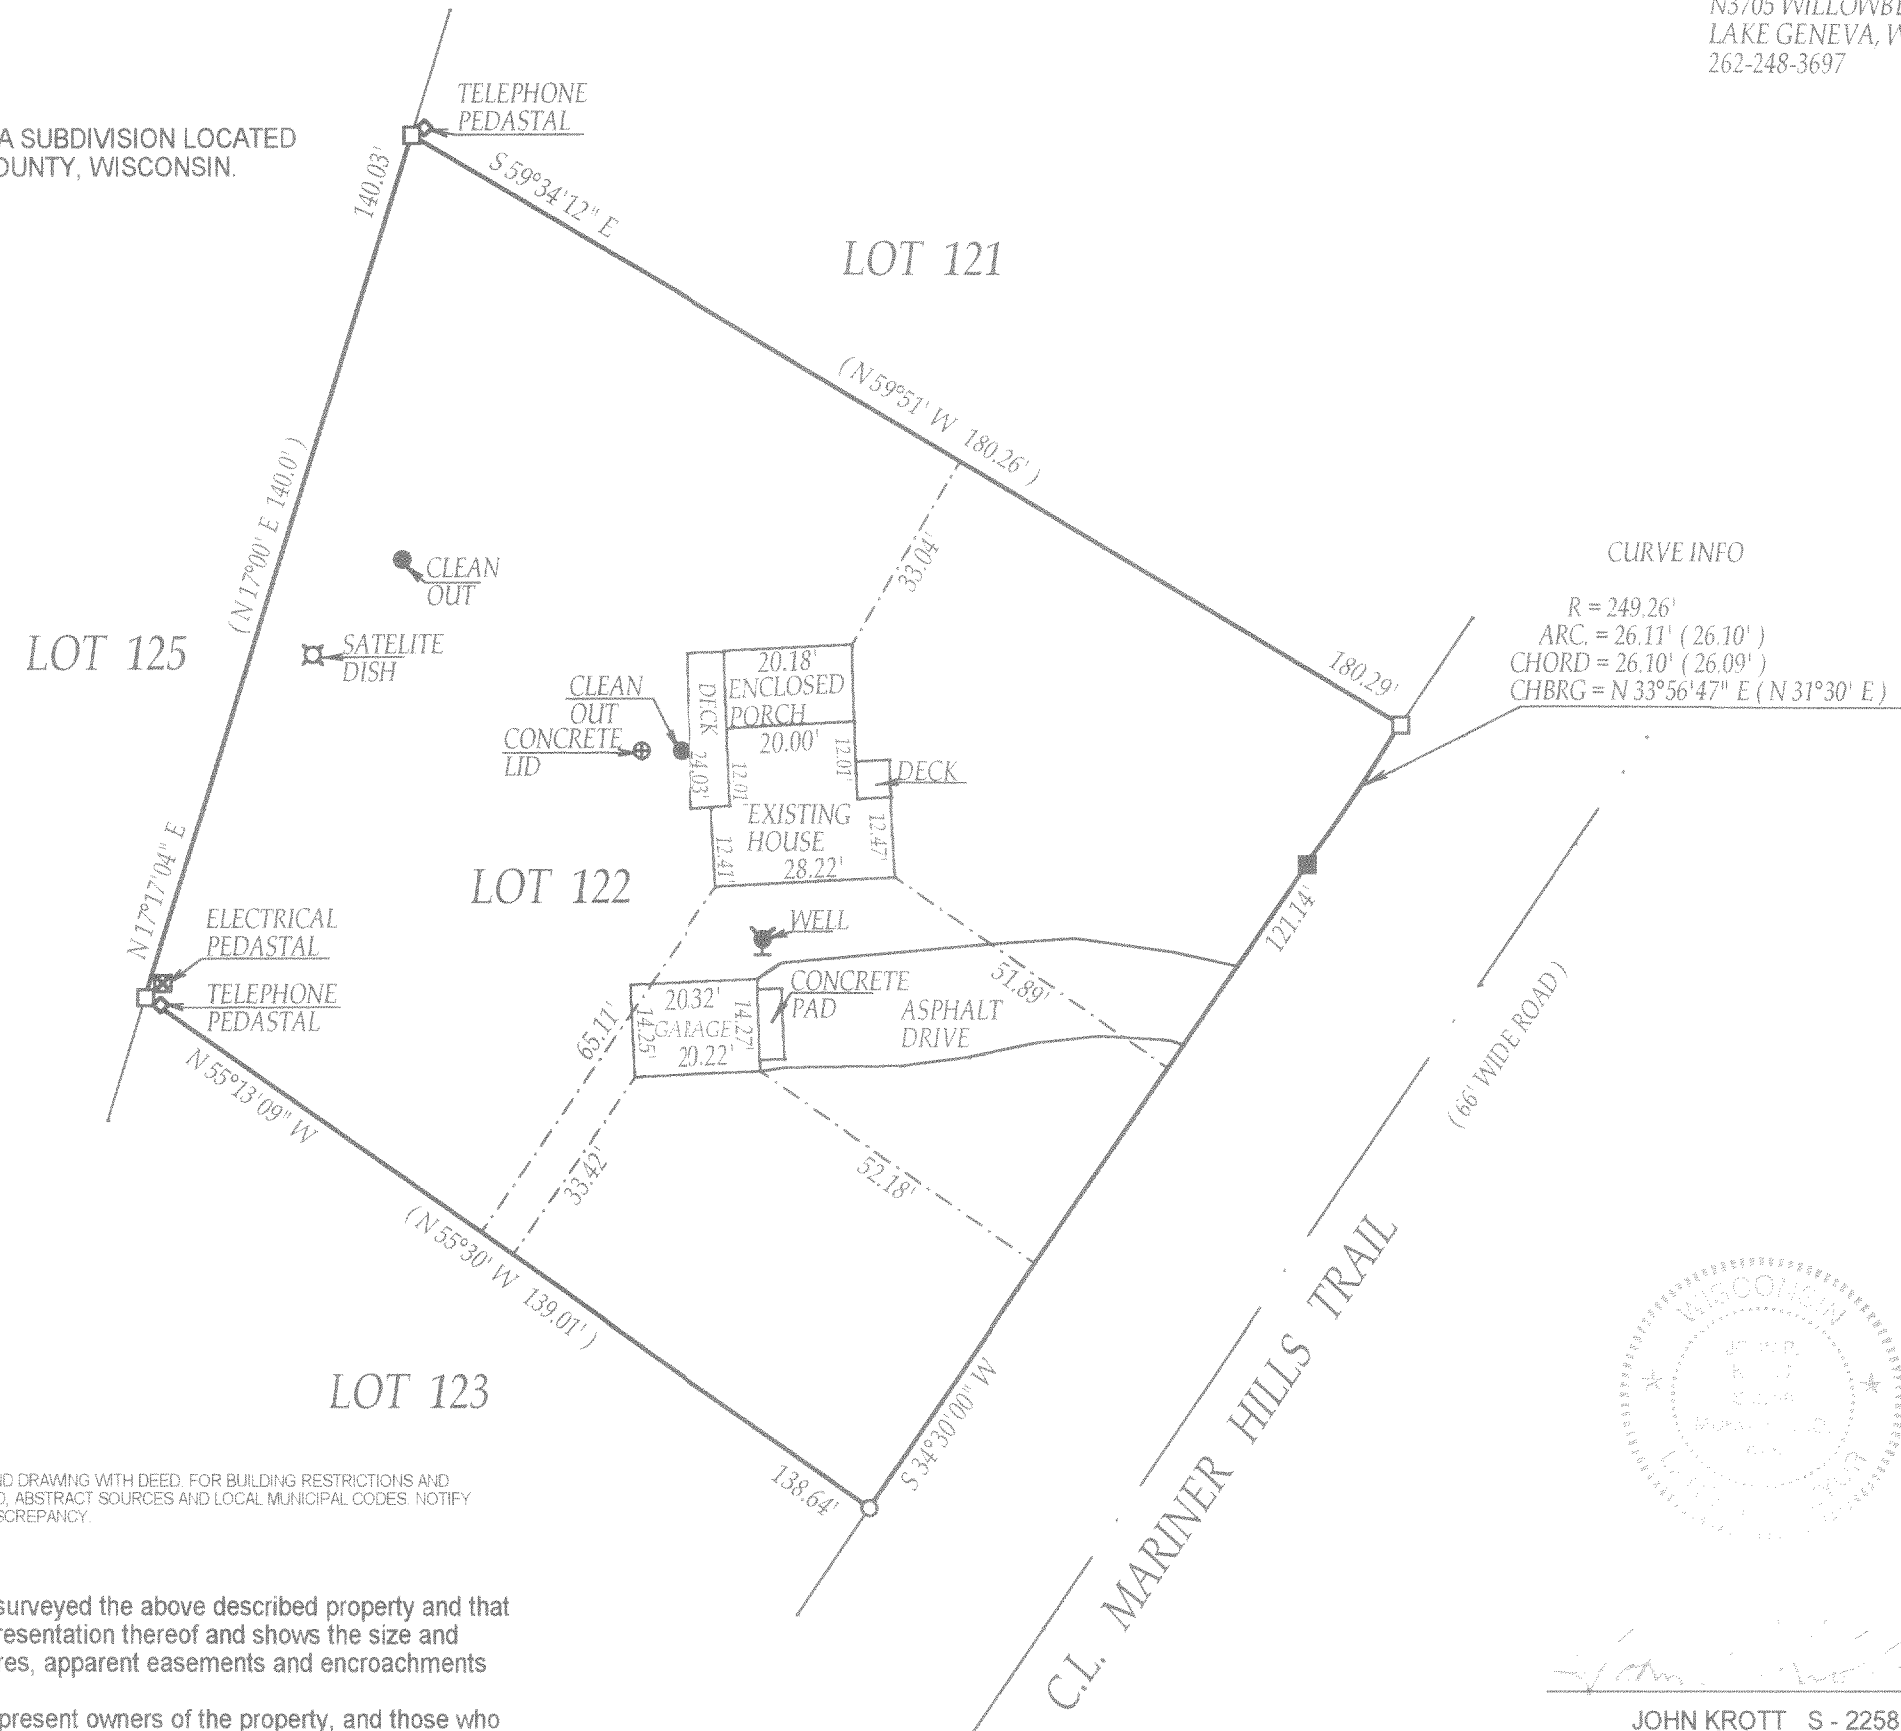 N3705
LAKE GENEVA,
262-248-3697
A SUBDIVISION LOCATED
COUNTY, WISCONSIN.
TELEPHONE
PEDASTAL
140.03'
S 59°34'12" E
LOT 121
( N 59°51' W 180.26' )
( N 17°00' E 140.0' )
33.04'
CLEAN
OUT
CURVE INFO
R = 249.26'
ARC. = 26.11' ( 26.10' )
CHORD = 26.10' ( 26.09' )
CHBRG = N 33°56'47" E ( N 31°30' E )
LOT 125
SATELITE
DISH
180.29'
20.18'
ENCLOSED
PORCH
DECK
24.03'
CLEAN
OUT
CONCRETE
LID
20.00'
12.01'
12.01'
DECK
EXISTING
HOUSE
28.22'
12.41'
12.47'
LOT 122
N 17°17'04" E
ELECTRICAL
PEDASTAL
TELEPHONE
PEDASTAL
WELL
121.14'
51.89'
CONCRETE
PAD
20.32'
GARAGE
20.22'
14.25'
14.27'
ASPHALT
DRIVE
65.11'
33.42'
52.18'
( 66' WIDE ROAD )
N 55°13'09" W
( N 55°30' W 139.01' )
138.64'
S 34°30'00" W
C.L. MARINER HILLS TRAIL
LOT 123
DRAWING WITH DEED. FOR BUILDING RESTRICTIONS AND
ABSTRACT SOURCES AND LOCAL MUNICIPAL CODES. NOTIFY
surveyed the above described property and that
thereof and shows the size and
apparent easements and encroachments
present owners of the property, and those who
WISCONSIN
JOHN KROTT S - 2258